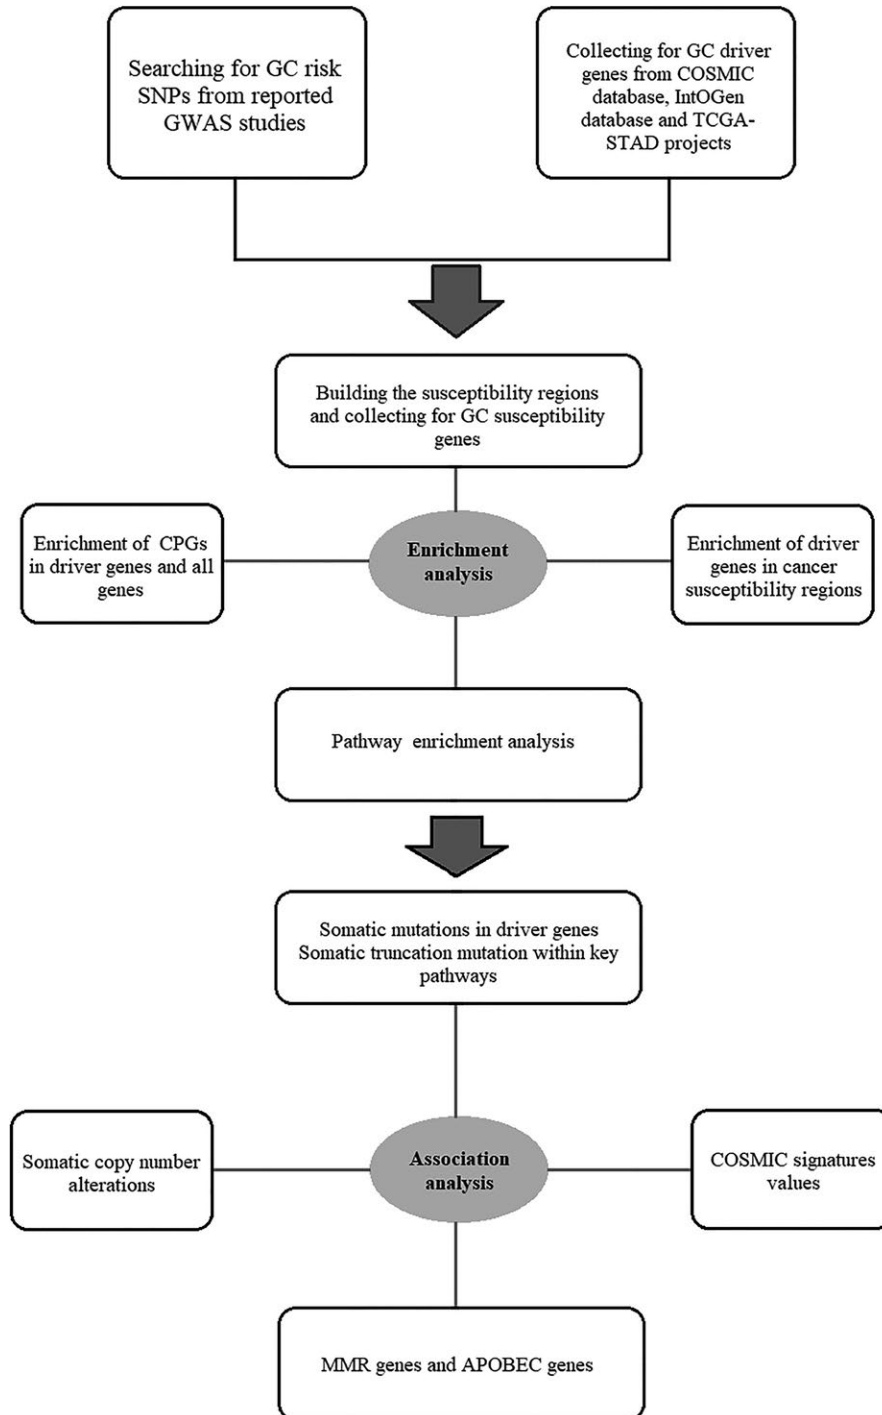 Searching for GC risk
SNPs from reported
GWAS studies
Collecting for GC driver
genes from COSMIC
database, IntOGen
database and TCGA-
STAD projects
Building the susceptibility regions
and collecting for GC susceptibility
genes
Enrichment of CPGs
in driver genes and all
genes
Enrichment
analysis
Enrichment of driver
genes in cancer
susceptibility regions
Pathway enrichment analysis
Somatic mutations in driver genes
Somatic truncation mutation within key
pathways
Somatic copy number
alterations
Association
analysis
COSMIC signatures
values
MMR genes and APOBEC genes